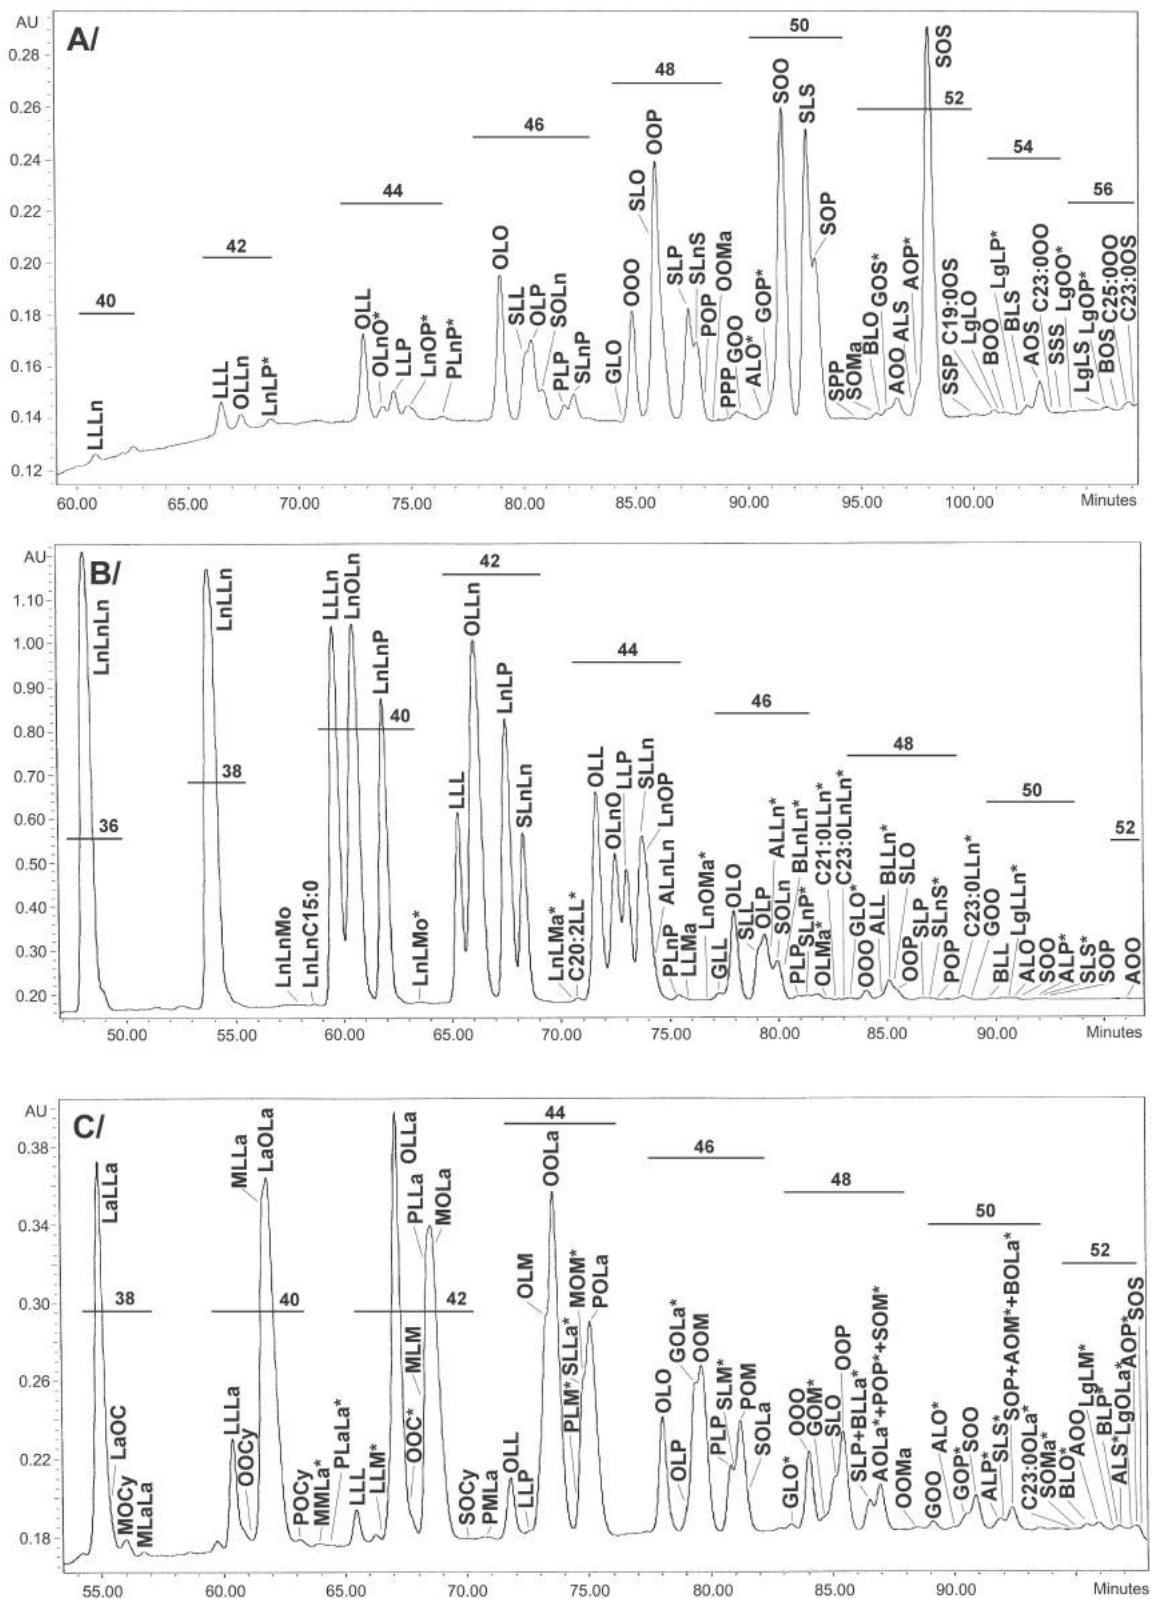 AU
A/
0.28
0.26
0.24
0.22
0.20
0.18
0.16
0.14
0.12
40
42
44
46
48
50
52
54
56
LLLn
LLL
OLLn
LnLP*
OLL
OLnO*
LLP
LnOP*
PLnP*
OLO
SLL
OLP
SOLn
PLP
SLnP
GLO
OOO
SLO
OOP
SLP
SLnS
POP
OOMa
PPP
GOO
ALO*
GOP*
SOO
SLS
SOP
SPP
SOMa
BLO
GOS*
AOO
ALS
AOP*
SOS
SSP
C19:0OS
LgLO
BOO
LgLP*
BLS
AOS
C23:0OO
SSS
LgOO*
LgLS
LgOP*
BOS
C25:0OO
C23:0OS
60.00 65.00 70.00 75.00 80.00 85.00 90.00 95.00 100.00 Minutes
AU
B/
1.10
1.00
0.90
0.80
0.70
0.60
0.50
0.40
0.30
0.20
36
38
40
42
44
46
48
50
52
LnLnLn
LnLLn
LnLnMo
LnLnC15:0
LLLn
LnOLn
LnLnP
LnLMo*
LLL
OLLn
LnLP
SLnLn
LnLMa*
C20:2LL*
OLL
OLnO
LLP
SLLn
LnOP
ALnLn
PLnP
LLMa
LnOMa*
GLL
OLO
SLL
OLP
ALLn*
SOLn
BLnLn*
PLP
SLnP*
OLMa*
C21:0LLn*
C23:0LnLn*
GLO*
OOO
ALL
BLLn*
SLO
OOP
SLP
SLnS*
POP
C23:0LLn*
GOO
BLL
LgLLn*
ALO
SOO
ALP*
SLS*
SOP
AOO
50.00 55.00 60.00 65.00 70.00 75.00 80.00 85.00 90.00 Minutes
AU
C/
0.38
0.34
0.30
0.26
0.22
0.18
38
40
42
44
46
48
50
52
LaLLa
LaOC
MOCy
MLaLa
LLLa
OOCy
MLLa
LaOLa
POCy
MMLa*
PLaLa*
LLL
LLM*
OLLa
OOC*
MLM
PLLa
MOLa
SOCy
PMLa
OLL
LLP
OLM
OOLa
PLM*
SLLa*
MOM*
POLa
OLO
OLP
GOLa*
OOM
PLP
SLM*
POM
SOLa
GLO*
OOO
GOM*
SLO
OOP
SLP+BLLa*
AOLa*+POP*+SOM*
OOMa
GOO
ALO*
GOP*
SOO
ALP*
SLS*
SOP+AOM*+BOLa*
C23:0OLa*
SOMa*
BLO*
AOO
LgLM*
BLP*
ALS*
LgOLa*
AOP*
SOS
55.00 60.00 65.00 70.00 75.00 80.00 85.00 90.00 Minutes